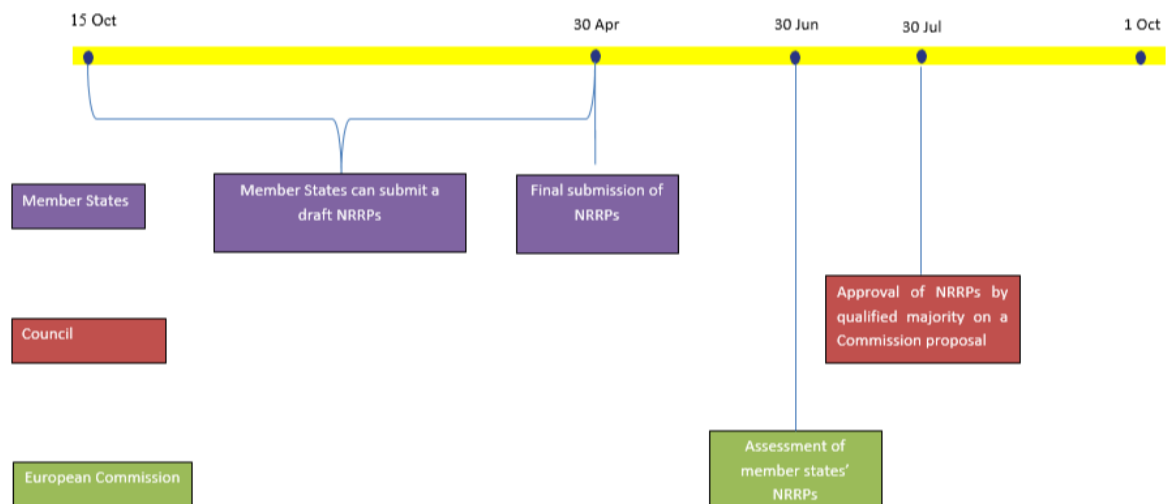 15 Oct
30 Apr
30 Jun
30 Jul
1 Oct
Member States
Member States can submit a
draft NRRPs
Final submission of
NRRPs
Council
Approval of NRRPs by
qualified majority on a
Commission proposal
European Commission
Assessment of
member states’
NRRPs